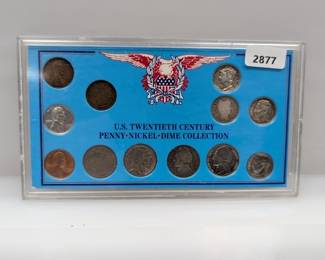 2877
U.S. TWENTIETH CENTURY
PENNY-NICKEL-DIME COLLECTION